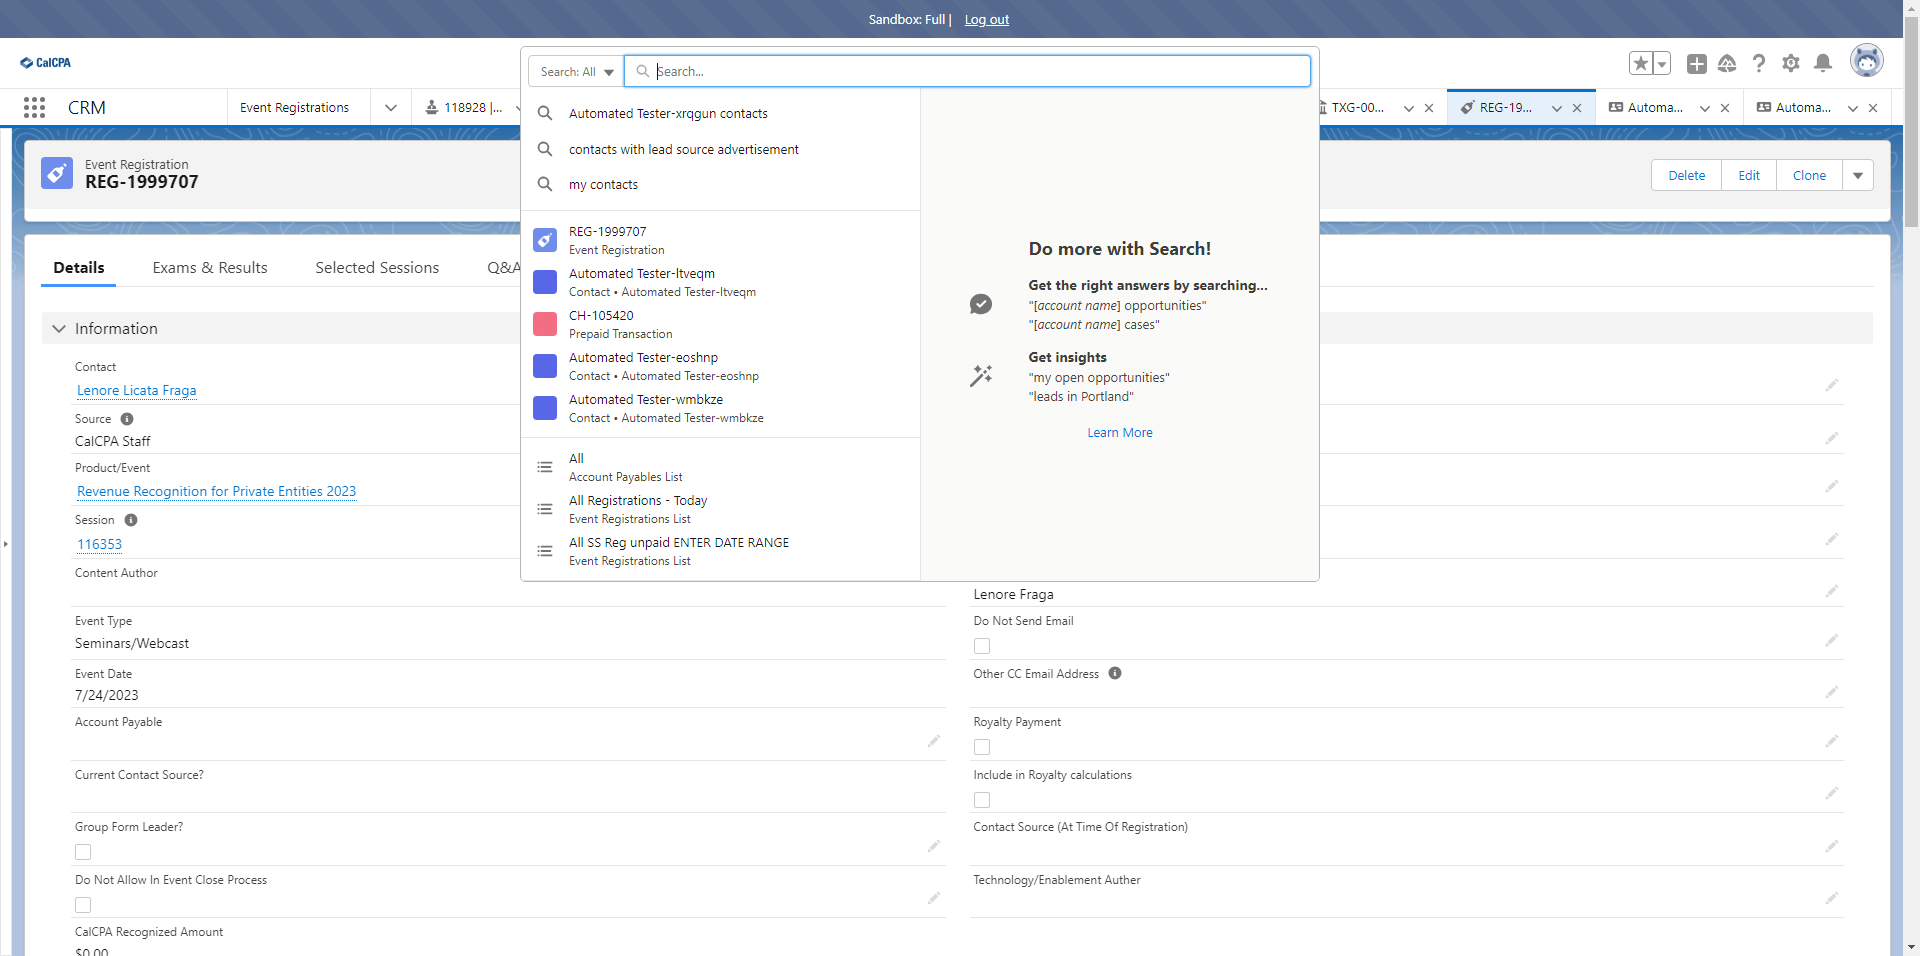 Sandbox: Full | Log out
CalCPA
Search: All Search...
CRM
Event Registrations
118928 |...
TXG-00...
REG-19...
Automa...
Automa...
Event Registration
REG-1999707
Delete
Edit
Clone
Automated Tester-xrqgun contacts
contacts with lead source advertisement
my contacts
REG-1999707
Event Registration
Automated Tester-ltveqm
Contact • Automated Tester-ltveqm
CH-105420
Prepaid Transaction
Automated Tester-eoshnp
Contact • Automated Tester-eoshnp
Automated Tester-wmbkze
Contact • Automated Tester-wmbkze
All
Account Payables List
All Registrations - Today
Event Registrations List
All SS Reg unpaid ENTER DATE RANGE
Event Registrations List
Do more with Search!
Get the right answers by searching...
"[account name] opportunities"
"[account name] cases"
Get insights
"my open opportunities"
"leads in Portland"
Learn More
Details
Exams & Results
Selected Sessions
Q&A
Information
Contact
Lenore Licata Fraga
Source
CalCPA Staff
Product/Event
Revenue Recognition for Private Entities 2023
Session
116353
Content Author
Lenore Fraga
Event Type
Seminars/Webcast
Do Not Send Email
Event Date
7/24/2023
Other CC Email Address
Account Payable
Royalty Payment
Current Contact Source?
Include in Royalty calculations
Group Form Leader?
Contact Source (At Time Of Registration)
Do Not Allow In Event Close Process
Technology/Enablement Auther
CalCPA Recognized Amount
$0.00